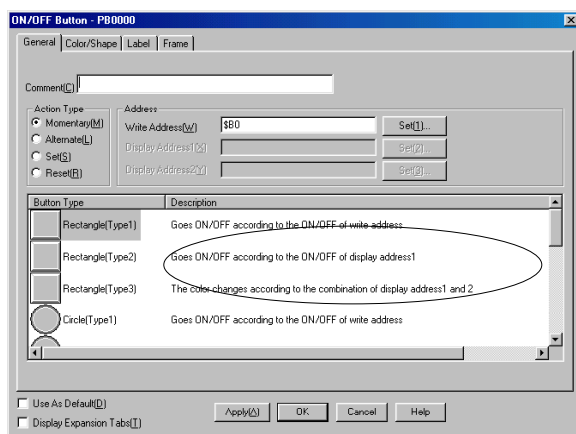 ON/OFF Button - PB0000
General Color/Shape Label Frame
Comment(C)
Action Type
Momentary(M)
Alternate(L)
Set(S)
Reset(R)
Address
Write Address(W) $B0 Set(1)...
Display Address1(X) Set(2)...
Display Address2(Y) Set(3)...
Button Type Description
Rectangle(Type1) Goes ON/OFF according to the ON/OFF of write address
Rectangle(Type2) Goes ON/OFF according to the ON/OFF of display address1
Rectangle(Type3) The color changes according to the combination of display address1 and 2
Circle(Type1) Goes ON/OFF according to the ON/OFF of write address
Use As Default(D)
Display Expansion Tabs(T)
Apply(A) OK Cancel Help